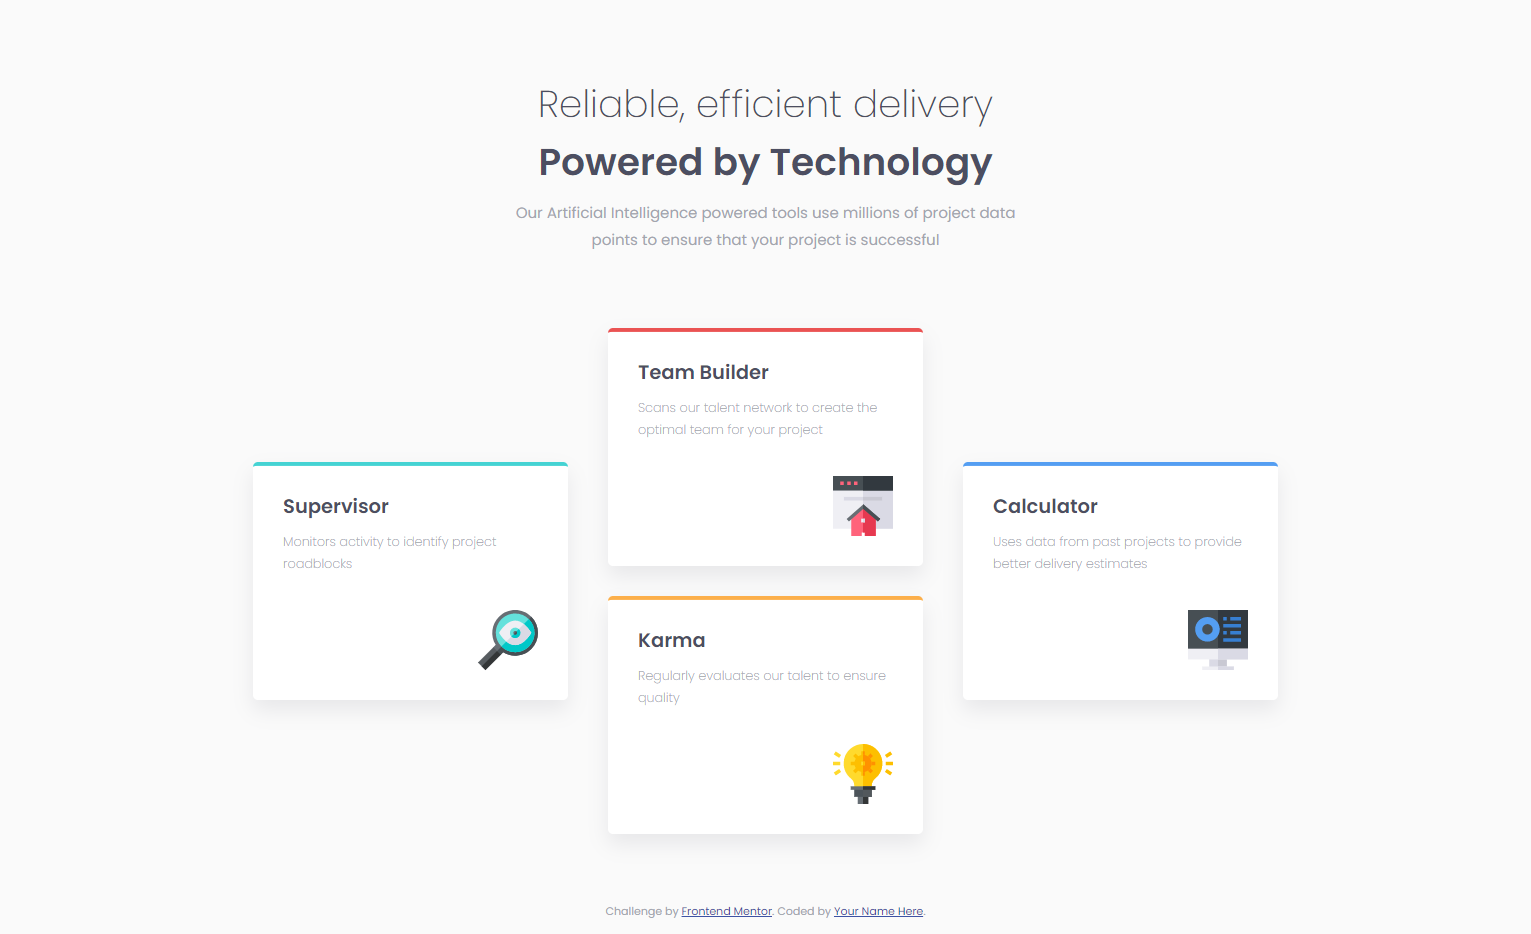 Reliable, efficient delivery
Powered by Technology
Our Artificial Intelligence powered tools use millions of project data
points to ensure that your project is successful
Supervisor
Monitors activity to identify project
roadblocks
Team Builder
Scans our talent network to create the
optimal team for your project
Karma
Regularly evaluates our talent to ensure
quality
Calculator
Uses data from past projects to provide
better delivery estimates
Challenge by Frontend Mentor. Coded by Your Name Here.